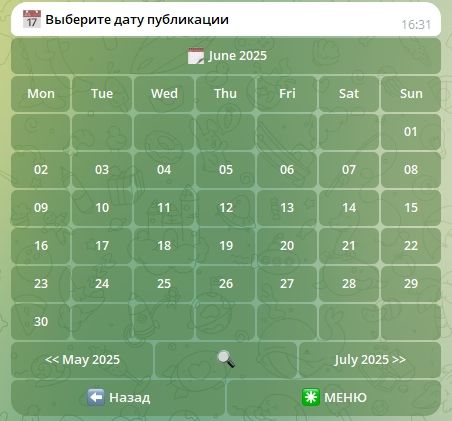 Выберите дату публикации
16:31
June 2025
Mon Tue Wed Thu Fri Sat Sun
01
02 03 04 05 06 07 08
09 10 11 12 13 14 15
16 17 18 19 20 21 22
23 24 25 26 27 28 29
30
<< May 2025 July 2025 >>
Назад МЕНЮ